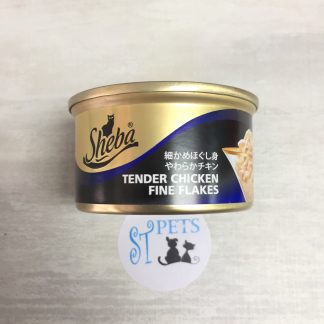 Sheba®
細かめほぐし身
やわらかチキン
TENDER CHICKEN
FINE FLAKES
ST PETS